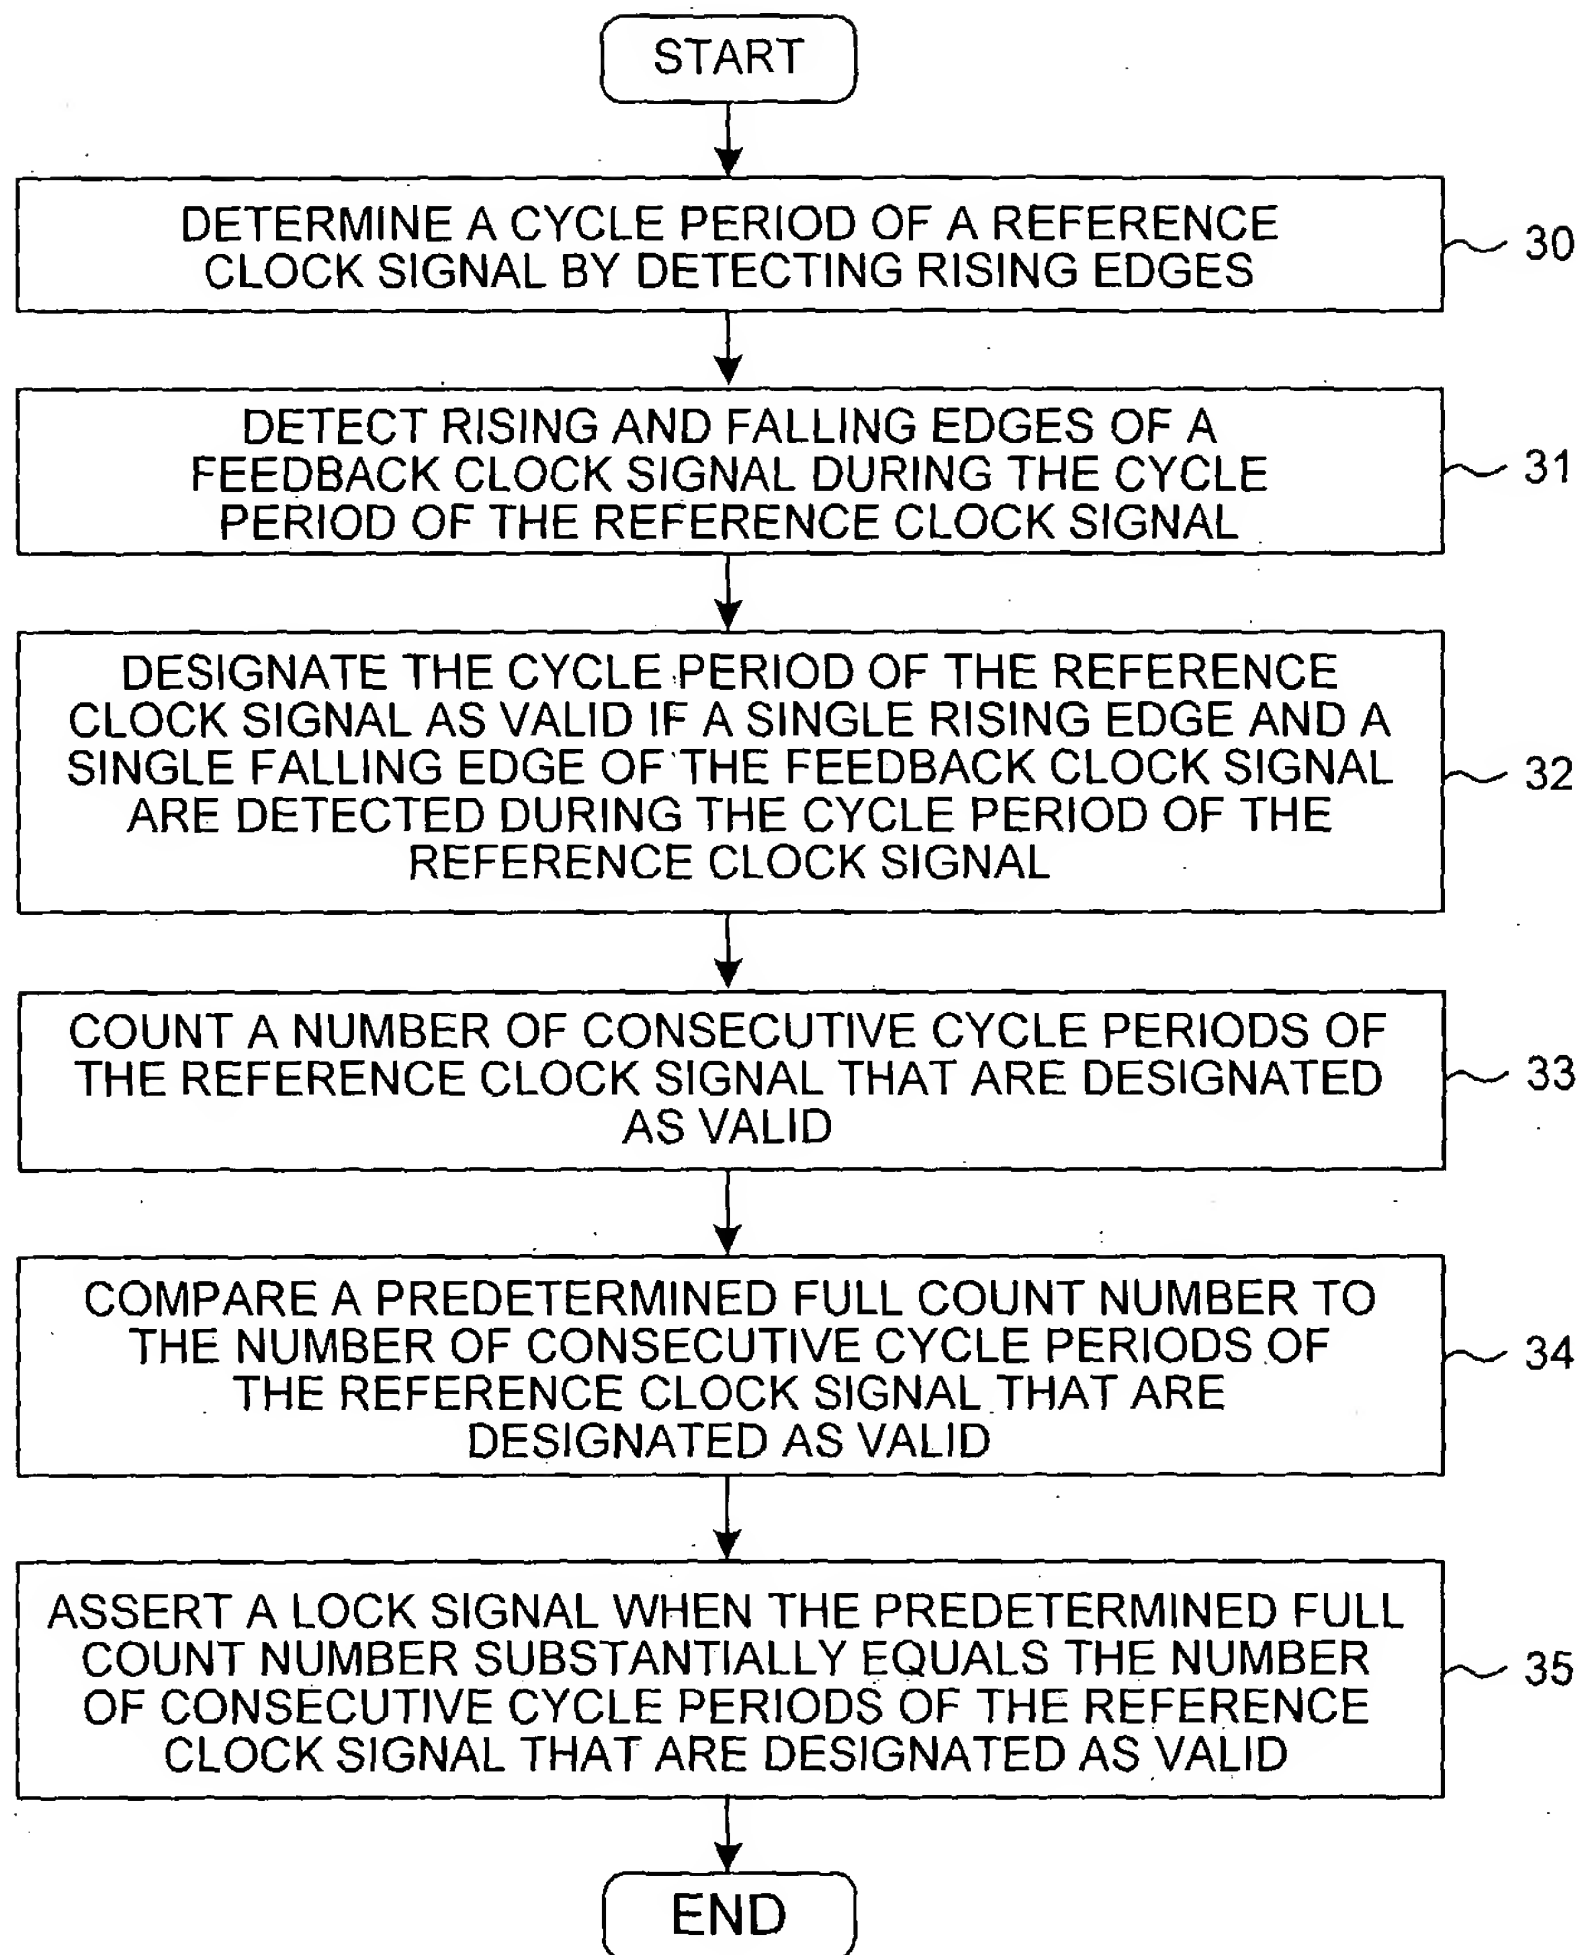 START
DETERMINE A CYCLE PERIOD OF A REFERENCE
CLOCK SIGNAL BY DETECTING RISING EDGES
30
DETECT RISING AND FALLING EDGES OF A
FEEDBACK CLOCK SIGNAL DURING THE CYCLE
PERIOD OF THE REFERENCE CLOCK SIGNAL
31
DESIGNATE THE CYCLE PERIOD OF THE REFERENCE
CLOCK SIGNAL AS VALID IF A SINGLE RISING EDGE AND A
SINGLE FALLING EDGE OF THE FEEDBACK CLOCK SIGNAL
ARE DETECTED DURING THE CYCLE PERIOD OF THE
REFERENCE CLOCK SIGNAL
32
COUNT A NUMBER OF CONSECUTIVE CYCLE PERIODS OF
THE REFERENCE CLOCK SIGNAL THAT ARE DESIGNATED
AS VALID
33
COMPARE A PREDETERMINED FULL COUNT NUMBER TO
THE NUMBER OF CONSECUTIVE CYCLE PERIODS OF
THE REFERENCE CLOCK SIGNAL THAT ARE
DESIGNATED AS VALID
34
ASSERT A LOCK SIGNAL WHEN THE PREDETERMINED FULL
COUNT NUMBER SUBSTANTIALLY EQUALS THE NUMBER
OF CONSECUTIVE CYCLE PERIODS OF THE REFERENCE
CLOCK SIGNAL THAT ARE DESIGNATED AS VALID
35
END